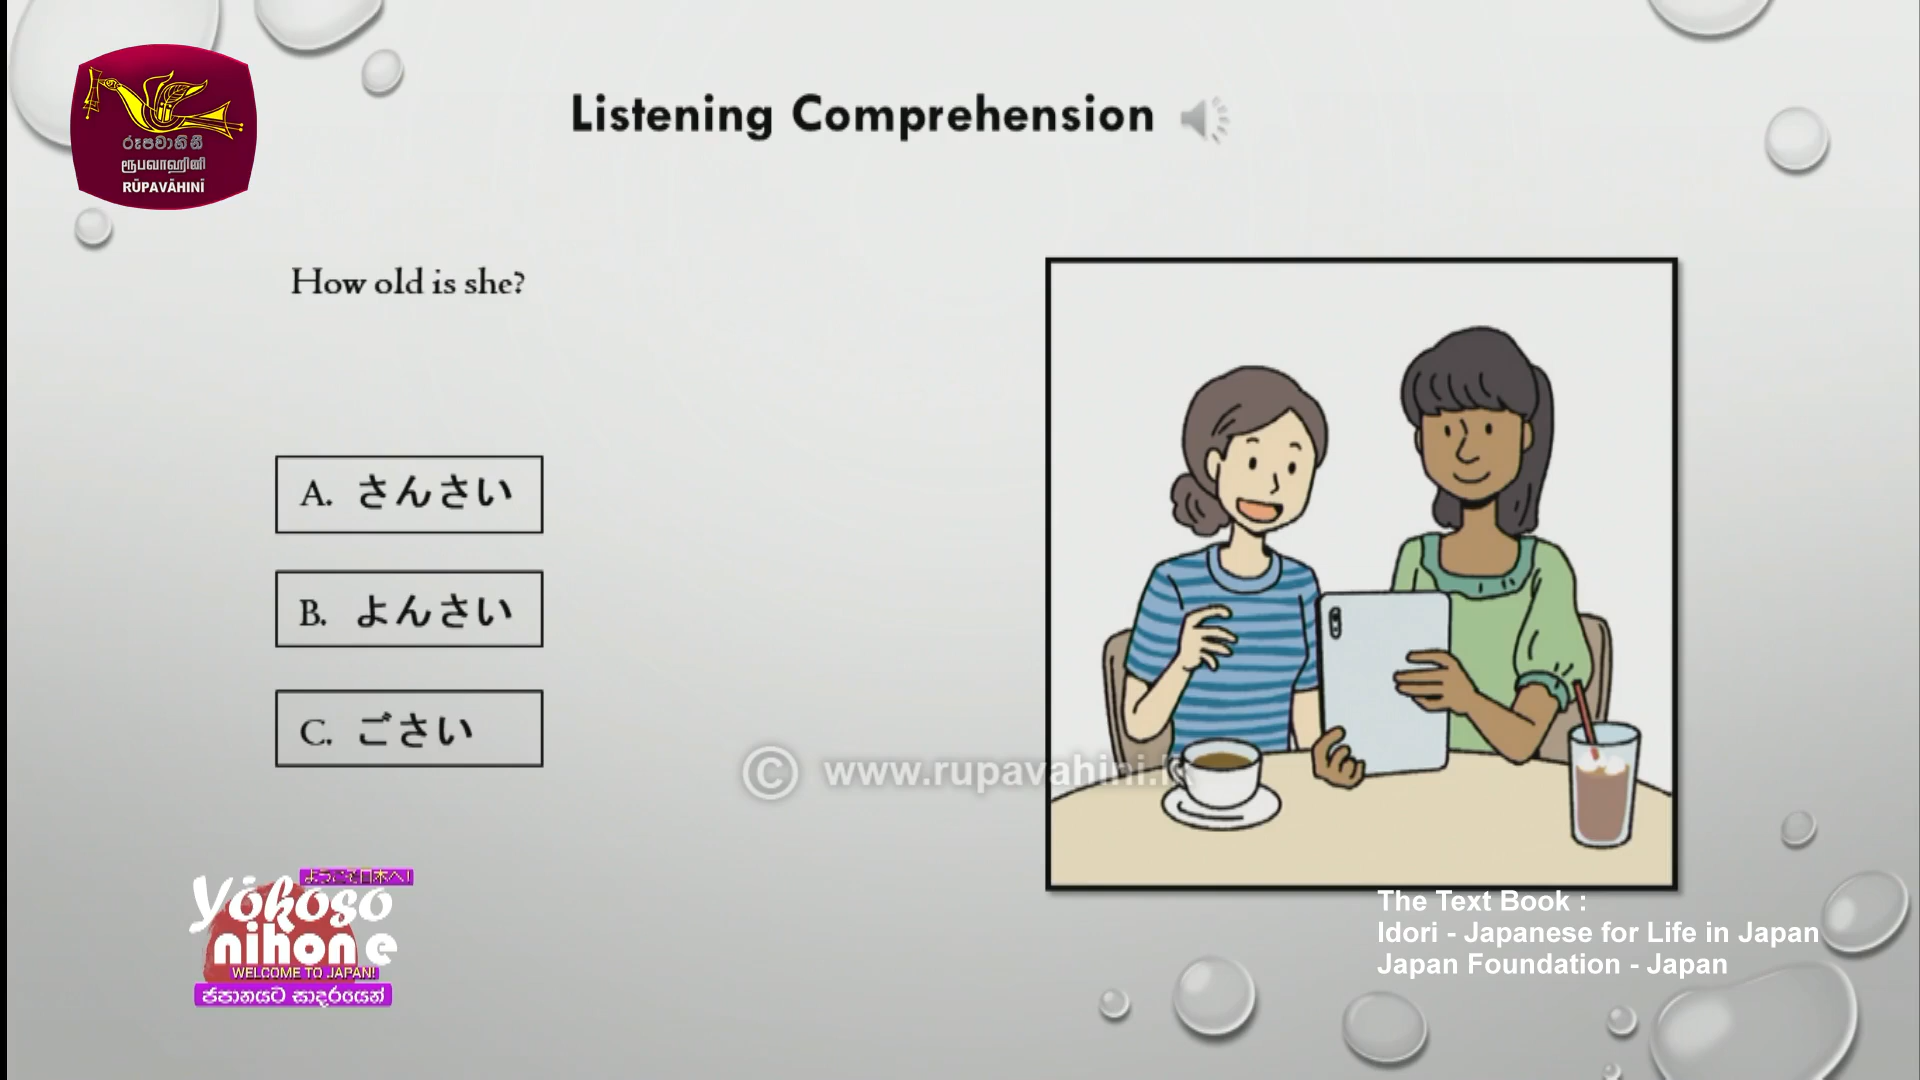 රූපවාහිනී
ரூபவாஹினி
RŪPAVĀHINĪ
Listening Comprehension
How old is she?
A. さんさい
B. よんさい
C. ごさい
© www.rupavahini.lk
ようこそ日本へ!
yokoso
nihon e
WELCOME TO JAPAN!
ජපානයට සාදරයෙන්
The Text Book :
Idori - Japanese for Life in Japan
Japan Foundation - Japan